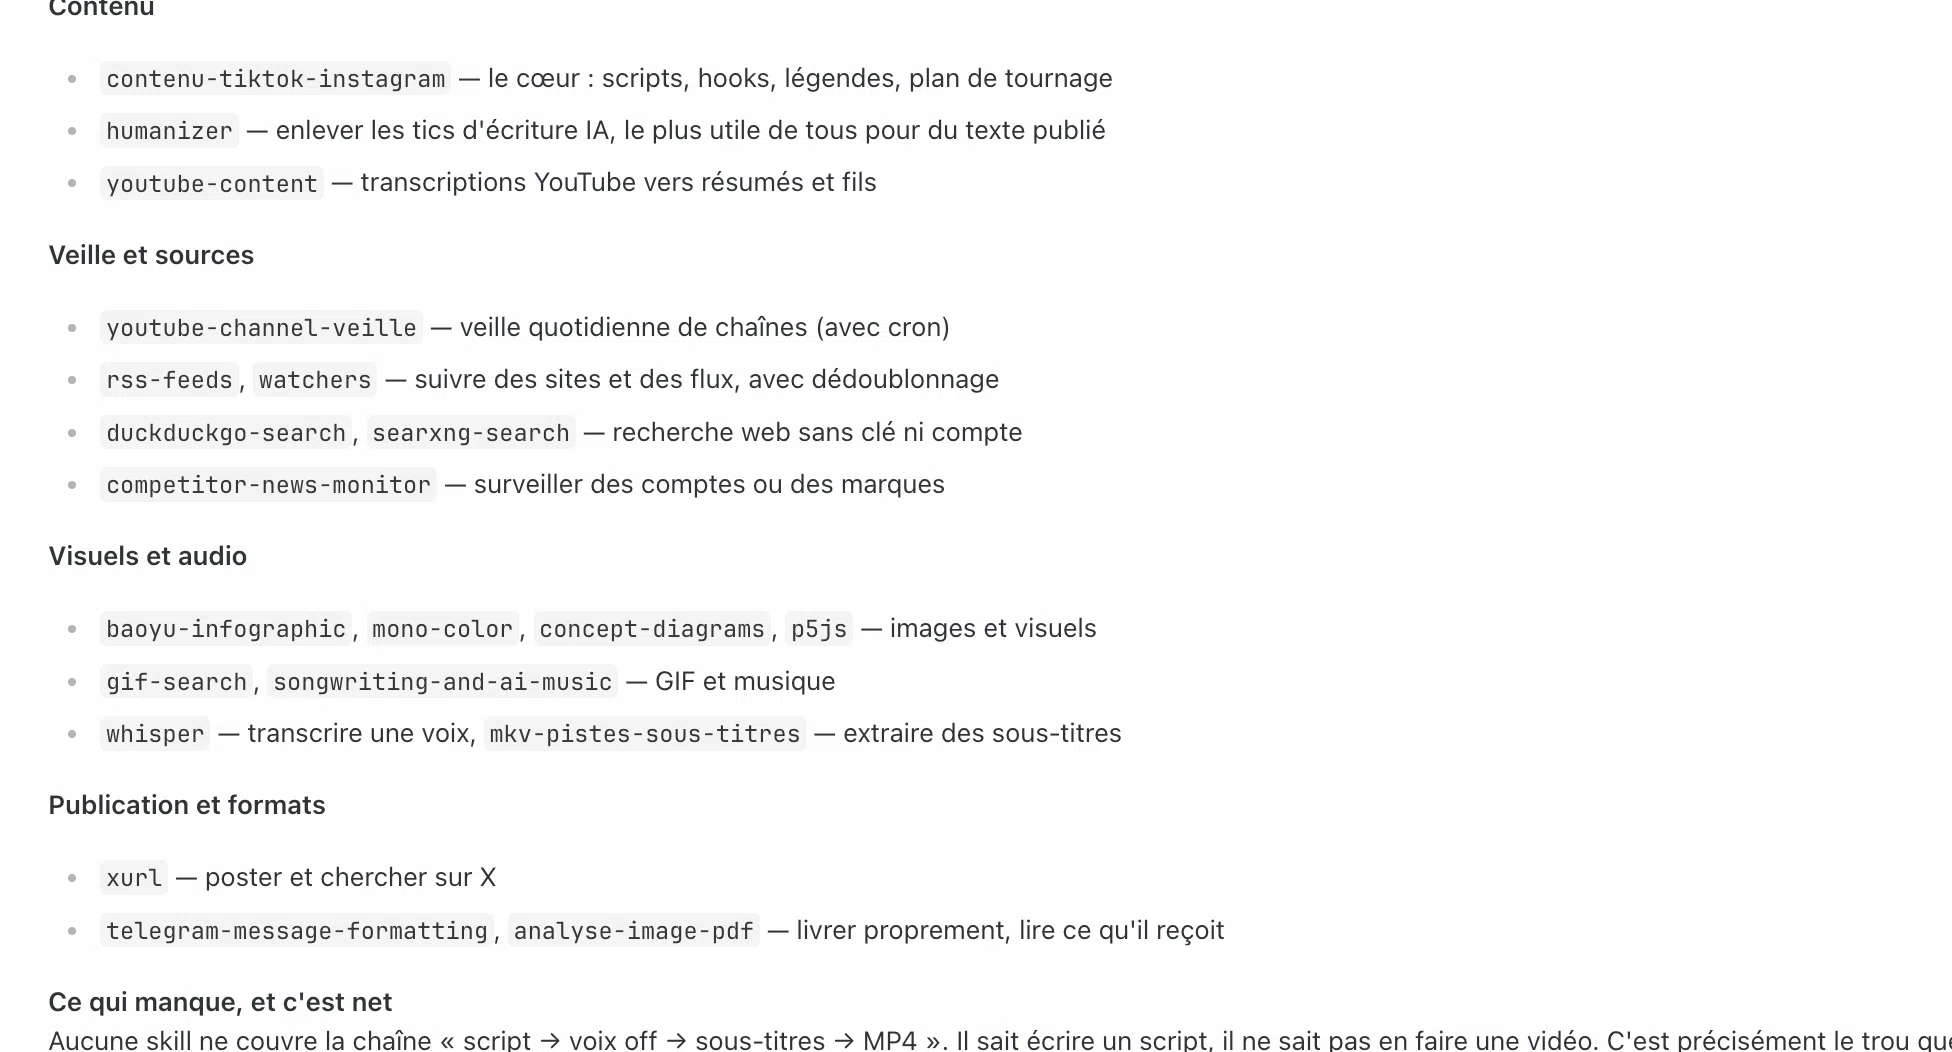 Contenu
contenu-tiktok-instagram — le cœur : scripts, hooks, légendes, plan de tournage
humanizer — enlever les tics d'écriture IA, le plus utile de tous pour du texte publié
youtube-content — transcriptions YouTube vers résumés et fils
Veille et sources
youtube-channel-veille — veille quotidienne de chaînes (avec cron)
rss-feeds, watchers — suivre des sites et des flux, avec dédoublonnage
duckduckgo-search, searxng-search — recherche web sans clé ni compte
competitor-news-monitor — surveiller des comptes ou des marques
Visuels et audio
baoyu-infographic, mono-color, concept-diagrams, p5js — images et visuels
gif-search, songwriting-and-ai-music — GIF et musique
whisper — transcrire une voix, mkv-pistes-sous-titres — extraire des sous-titres
Publication et formats
xurl — poster et chercher sur X
telegram-message-formatting, analyse-image-pdf — livrer proprement, lire ce qu'il reçoit
Ce qui manque, et c'est net
Aucune skill ne couvre la chaîne « script → voix off → sous-titres → MP4 ». Il sait écrire un script, il ne sait pas en faire une vidéo. C'est précisément le trou